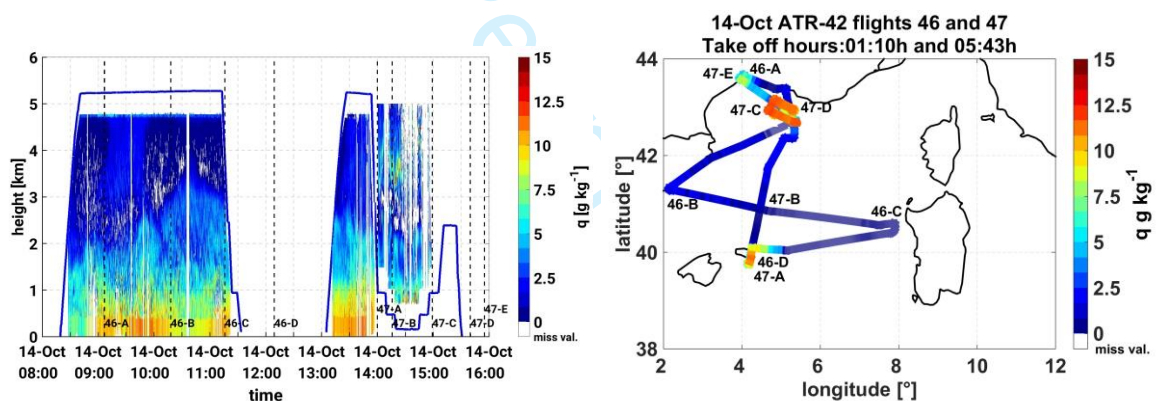 14-Oct ATR-42 flights 46 and 47
Take off hours:01:10h and 05:43h
6
5
4
3
2
1
0
height [km]
46-A
46-B
46-C
46-D
47-A
47-B
47-C
47-D
47-E
14-Oct 08:00
14-Oct 09:00
14-Oct 10:00
14-Oct 11:00
14-Oct 12:00
14-Oct 13:00
14-Oct 14:00
14-Oct 15:00
14-Oct 16:00
time
15
12.5
10
7.5
5
2.5
0
miss val.
q [g kg-1]
44
42
40
38
latitude [°]
46-A
47-E
47-C
47-D
46-B
47-B
46-C
46-D
47-A
2
4
6
8
10
12
longitude [°]
15
12.5
10
7.5
5
2.5
0
miss val.
q g kg-1